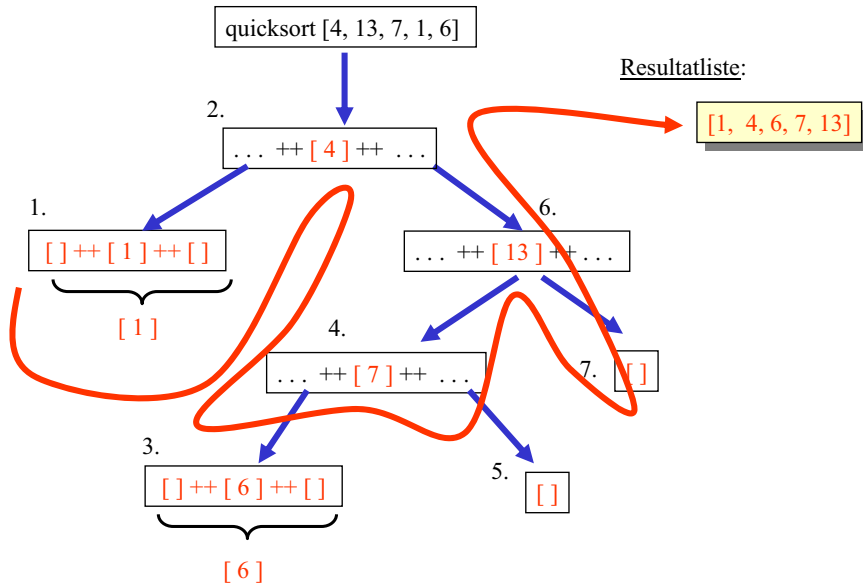 quicksort [4, 13, 7, 1, 6]
Resultatliste:
[1, 4, 6, 7, 13]
2.
. . . ++ [ 4 ] ++ . . .
1.
[ ] ++ [ 1 ] ++ [ ]
[ 1 ]
6.
. . . ++ [ 13 ] ++ . . .
4.
. . . ++ [ 7 ] ++ . . .
7.
[ ]
3.
[ ] ++ [ 6 ] ++ [ ]
[ 6 ]
5.
[ ]